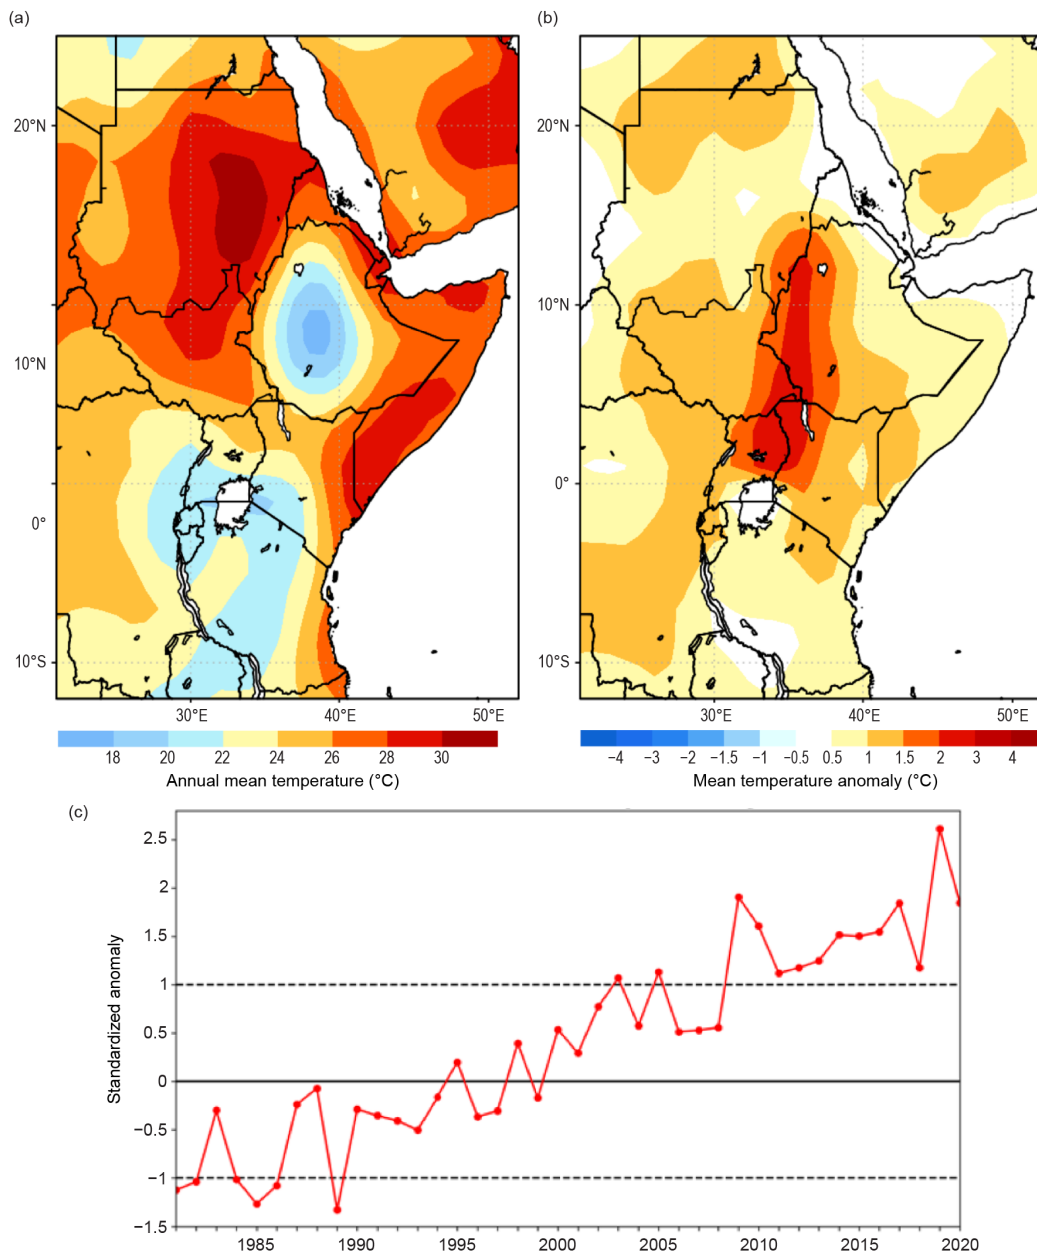 (a)
20°N
10°N
0°
10°S
30°E 40°E 50°E
18 20 22 24 26 28 30
Annual mean temperature (°C)
(b)
20°N
10°N
0°
10°S
30°E 40°E 50°E
−4 −3 −2 −1.5 −1 −0.5 0.5 1 1.5 2 3 4
Mean temperature anomaly (°C)
(c)
Standardized anomaly
2.5
2
1.5
1
0.5
0
−0.5
−1
−1.5
1985 1990 1995 2000 2005 2010 2015 2020